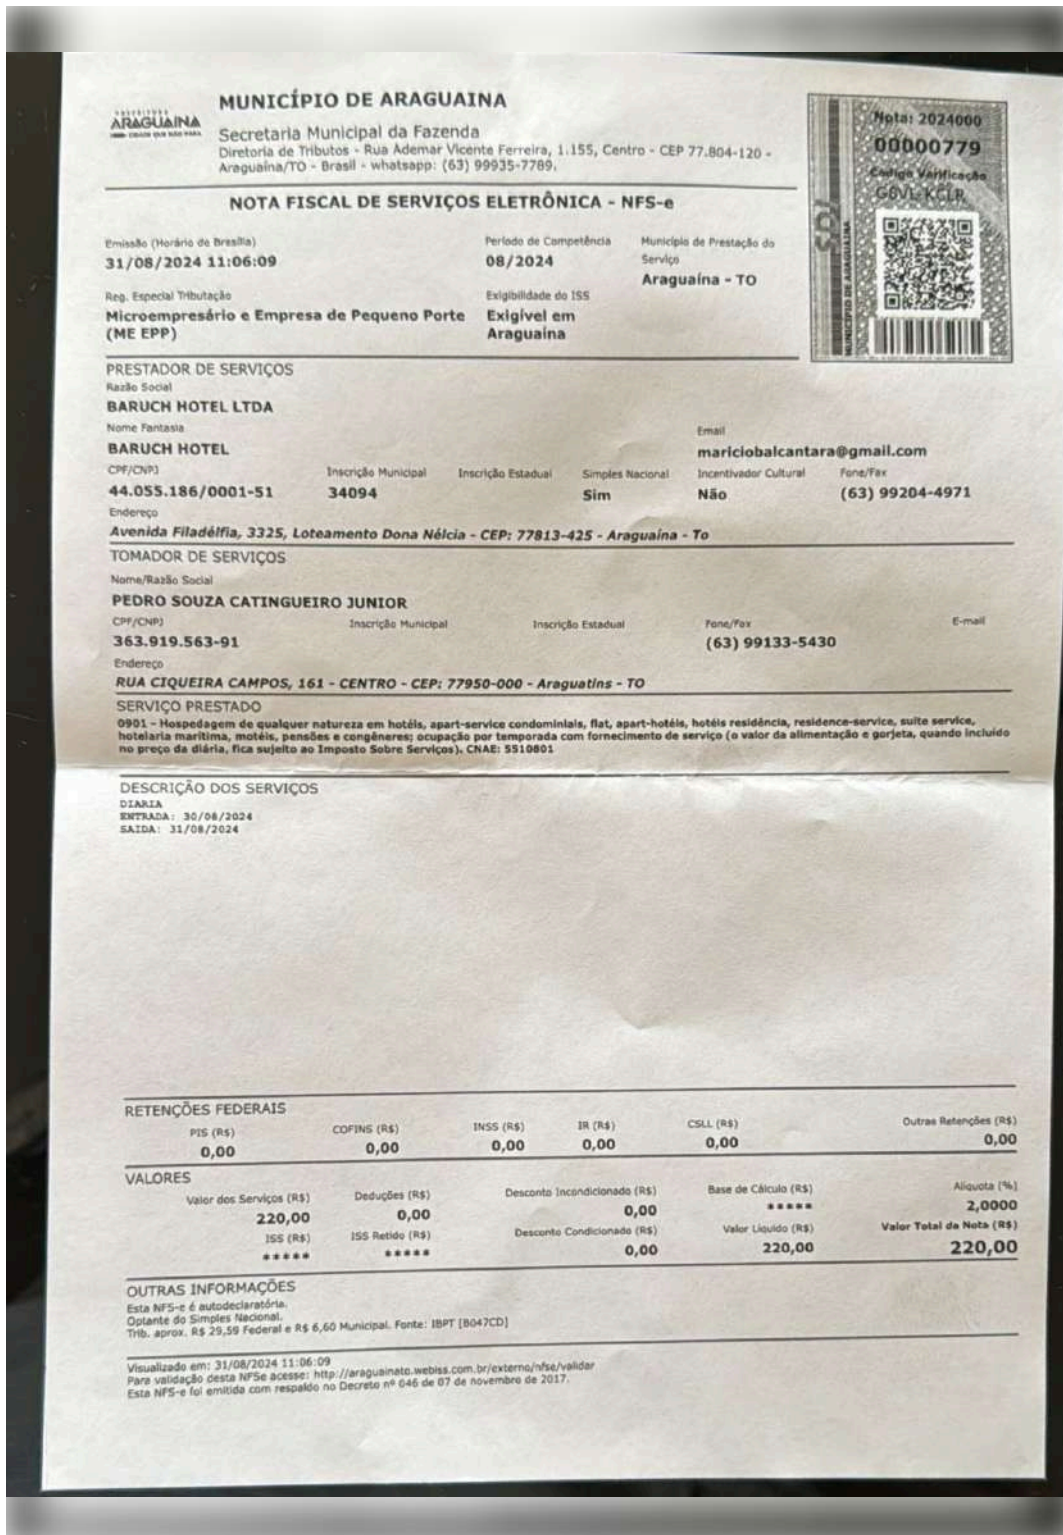 PREFEITURA
ARAGUAÍNA
CIDADE QUE NÃO PARA
MUNICÍPIO DE ARAGUAINA
Secretaria Municipal da Fazenda
Diretoria de Tributos - Rua Ademar Vicente Ferreira, 1.155, Centro - CEP 77.804-120 -
Araguaína/TO - Brasil - whatsapp: (63) 99935-7789.
Nota: 2024000
00000779
Código Verificação
G8VL-KCLR
MUNICÍPIO DE ARAGUAINA
NOTA FISCAL DE SERVIÇOS ELETRÔNICA - NFS-e
Emissão (Horário de Brasília) Período de Competência Município de Prestação do
31/08/2024 11:06:09 08/2024 Serviço
Araguaína - TO
Reg. Especial Tributação Exigibilidade do ISS
Microempresário e Empresa de Pequeno Porte Exigível em
(ME EPP) Araguaína
PRESTADOR DE SERVIÇOS
Razão Social
BARUCH HOTEL LTDA
Nome Fantasia Email
BARUCH HOTEL mariciobalcantara@gmail.com
CPF/CNPJ Inscrição Municipal Inscrição Estadual Simples Nacional Incentivador Cultural Fone/Fax
44.055.186/0001-51 34094 Sim Não (63) 99204-4971
Endereço
Avenida Filadélfia, 3325, Loteamento Dona Nélcia - CEP: 77813-425 - Araguaína - To
TOMADOR DE SERVIÇOS
Nome/Razão Social
PEDRO SOUZA CATINGUEIRO JUNIOR
CPF/CNPJ Inscrição Municipal Inscrição Estadual Fone/Fax E-mail
363.919.563-91 (63) 99133-5430
Endereço
RUA CIQUEIRA CAMPOS, 161 - CENTRO - CEP: 77950-000 - Araguatins - TO
SERVIÇO PRESTADO
0901 - Hospedagem de qualquer natureza em hotéis, apart-service condominiais, flat, apart-hotéis, hotéis residência, residence-service, suite service,
hotelaria marítima, motéis, pensões e congêneres; ocupação por temporada com fornecimento de serviço (o valor da alimentação e gorjeta, quando incluído
no preço da diária, fica sujeito ao Imposto Sobre Serviços). CNAE: 5510801
DESCRIÇÃO DOS SERVIÇOS
DIARIA
ENTRADA: 30/08/2024
SAIDA: 31/08/2024
RETENÇÕES FEDERAIS
PIS (R$) COFINS (R$) INSS (R$) IR (R$) CSLL (R$) Outras Retenções (R$)
0,00 0,00 0,00 0,00 0,00 0,00
VALORES
Valor dos Serviços (R$) Deduções (R$) Desconto Incondicionado (R$) Base de Cálculo (R$) Alíquota (%)
220,00 0,00 0,00 ***** 2,0000
ISS (R$) ISS Retido (R$) Desconto Condicionado (R$) Valor Líquido (R$) Valor Total da Nota (R$)
***** ***** 0,00 220,00 220,00
OUTRAS INFORMAÇÕES
Esta NFS-e é autodeclaratória.
Optante do Simples Nacional.
Trib. aprox. R$ 29,59 Federal e R$ 6,60 Municipal. Fonte: IBPT [B047CD]
Visualizado em: 31/08/2024 11:06:09
Para validação desta NFSe acesse: http://araguainato.webiss.com.br/externo/nfse/validar
Esta NFS-e foi emitida com respaldo no Decreto nº 046 de 07 de novembro de 2017.